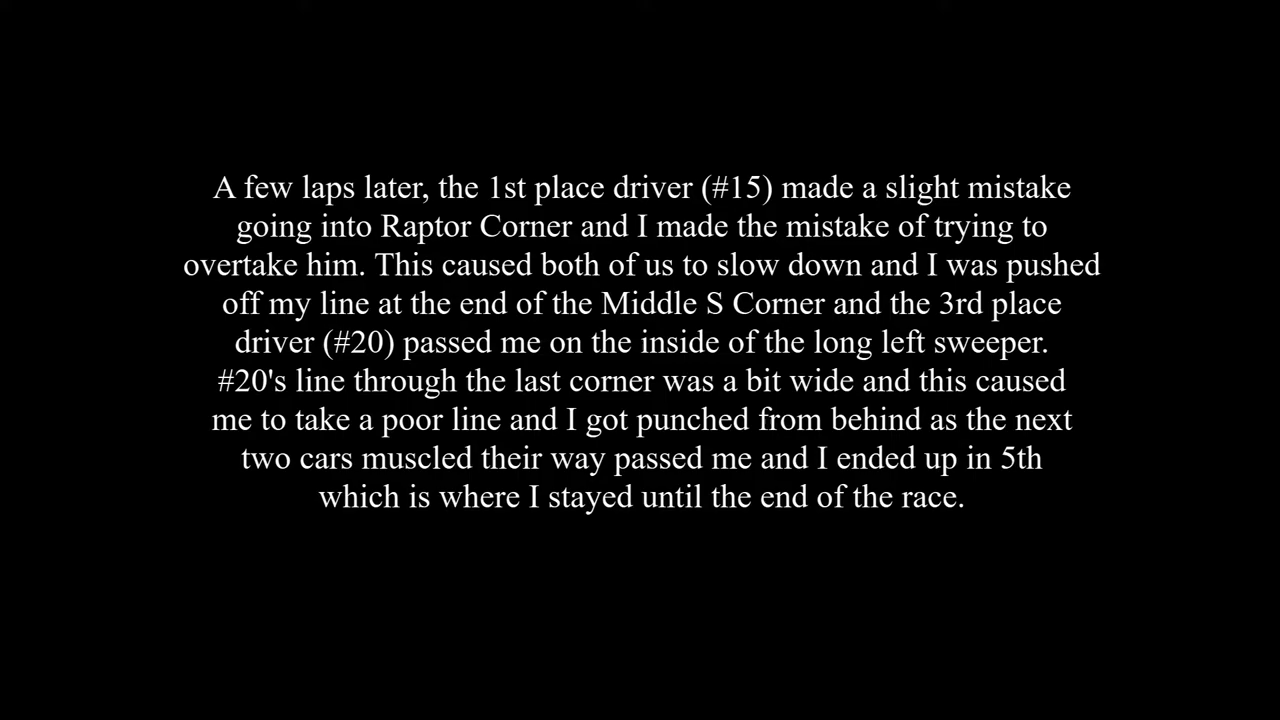 A few laps later, the 1st place driver (#15) made a slight mistake
going into Raptor Corner and I made the mistake of trying to
overtake him. This caused both of us to slow down and I was pushed
off my line at the end of the Middle S Corner and the 3rd place
driver (#20) passed me on the inside of the long left sweeper.
#20's line through the last corner was a bit wide and this caused
me to take a poor line and I got punched from behind as the next
two cars muscled their way passed me and I ended up in 5th
which is where I stayed until the end of the race.